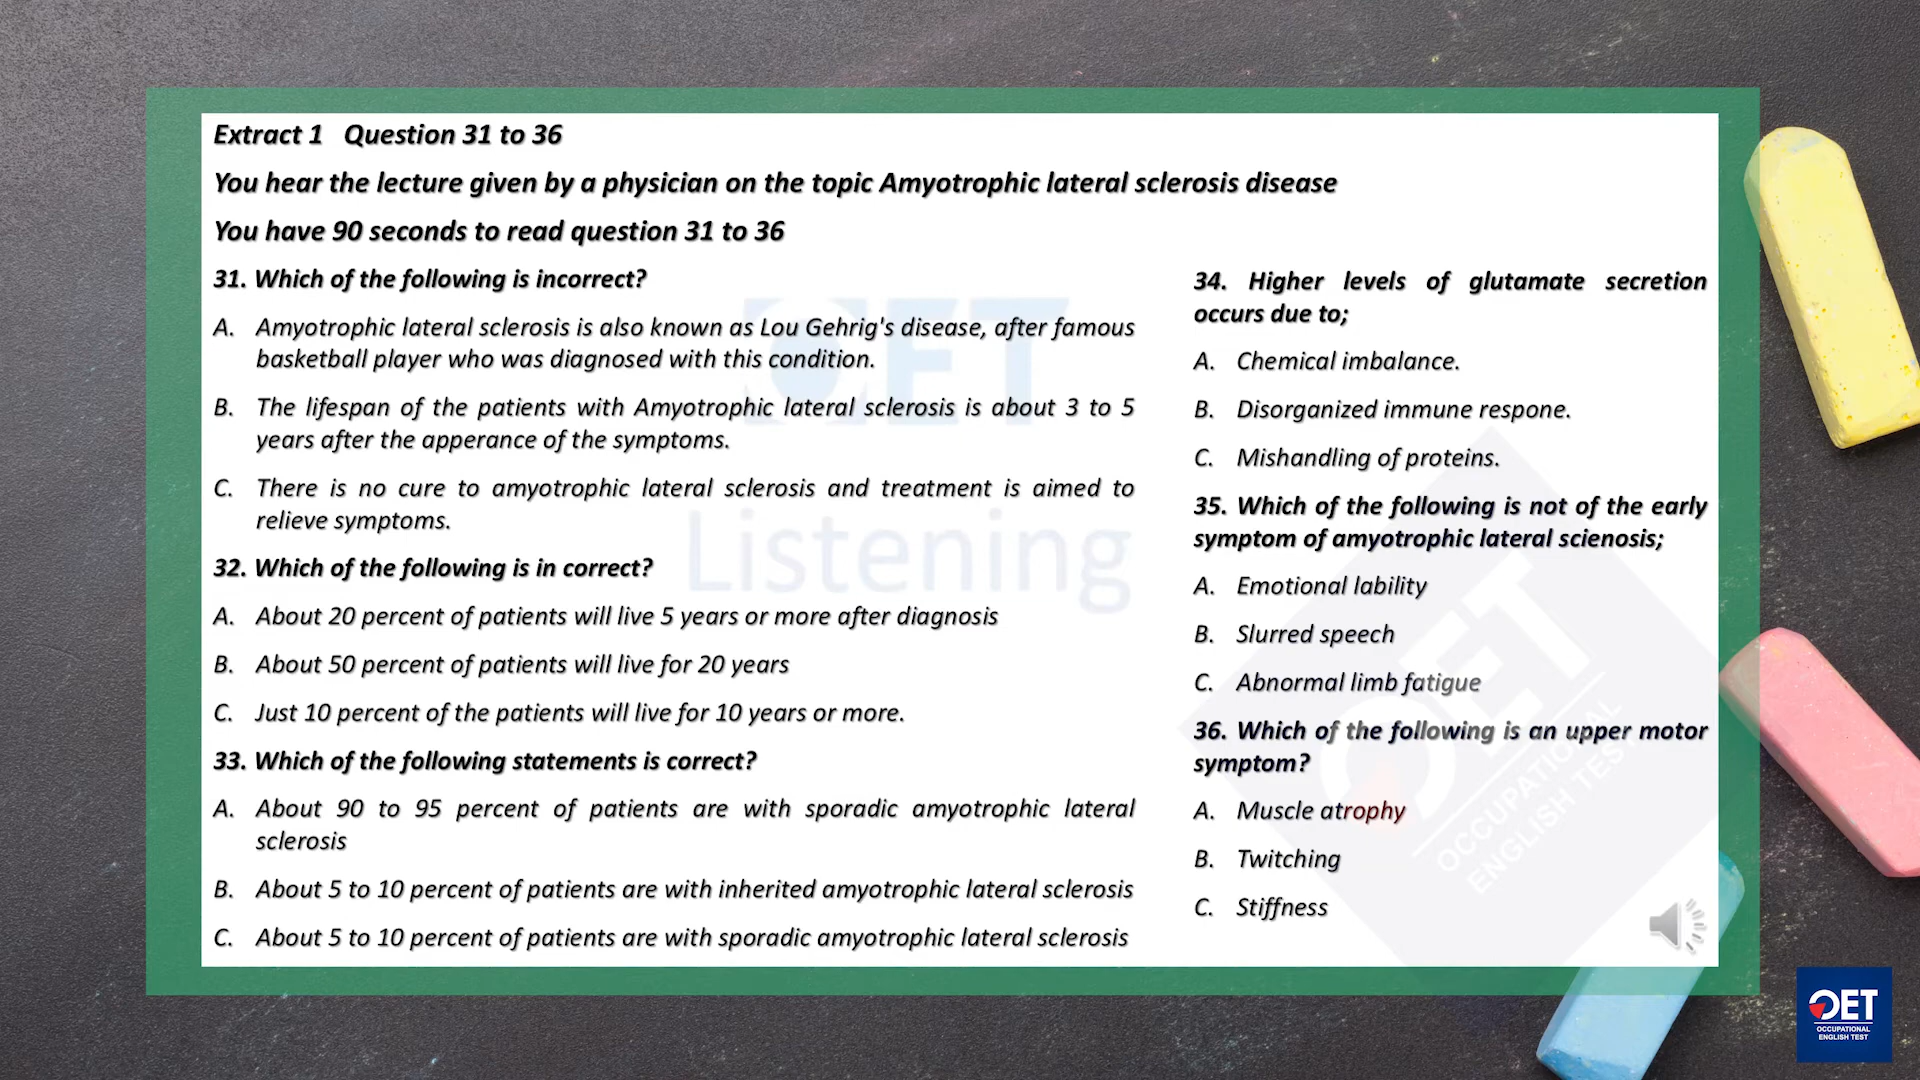 Extract 1 Question 31 to 36
You hear the lecture given by a physician on the topic Amyotrophic lateral sclerosis disease
You have 90 seconds to read question 31 to 36
31. Which of the following is incorrect?
A. Amyotrophic lateral sclerosis is also known as Lou Gehrig's disease, after famous
basketball player who was diagnosed with this condition.
B. The lifespan of the patients with Amyotrophic lateral sclerosis is about 3 to 5
years after the apperance of the symptoms.
C. There is no cure to amyotrophic lateral sclerosis and treatment is aimed to
relieve symptoms.
32. Which of the following is in correct?
A. About 20 percent of patients will live 5 years or more after diagnosis
B. About 50 percent of patients will live for 20 years
C. Just 10 percent of the patients will live for 10 years or more.
33. Which of the following statements is correct?
A. About 90 to 95 percent of patients are with sporadic amyotrophic lateral
sclerosis
B. About 5 to 10 percent of patients are with inherited amyotrophic lateral sclerosis
C. About 5 to 10 percent of patients are with sporadic amyotrophic lateral sclerosis
34. Higher levels of glutamate secretion
occurs due to;
A. Chemical imbalance.
B. Disorganized immune respone.
C. Mishandling of proteins.
35. Which of the following is not of the early
symptom of amyotrophic lateral scienosis;
A. Emotional lability
B. Slurred speech
C. Abnormal limb fatigue
36. Which of the following is an upper motor
symptom?
A. Muscle atrophy
B. Twitching
C. Stiffness
OET
Listening
OET
OCCUPATIONAL
ENGLISH TEST
OET
OCCUPATIONAL
ENGLISH TEST